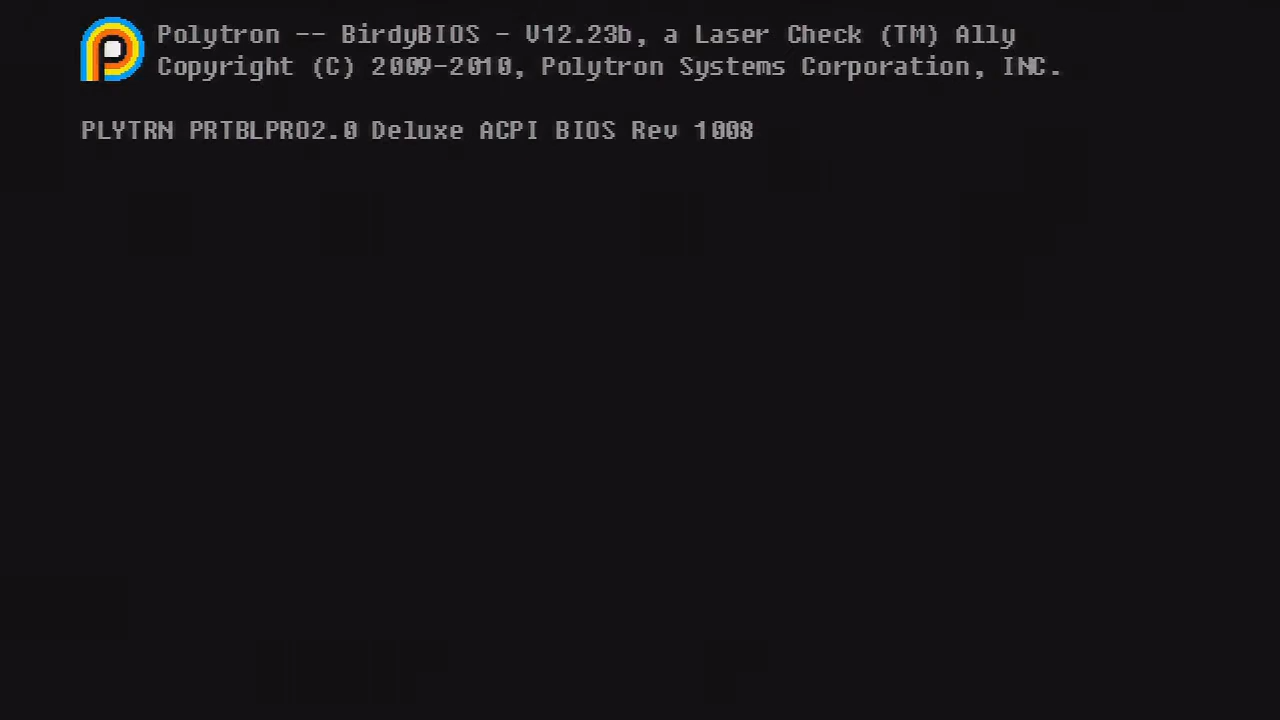 Polytron -- BirdyBIOS - V12.23b, a Laser Check (TM) Ally
Copyright (C) 2009-2010, Polytron Systems Corporation, INC.
PLYTRN PRTBLPRO2.0 Deluxe ACPI BIOS Rev 1008